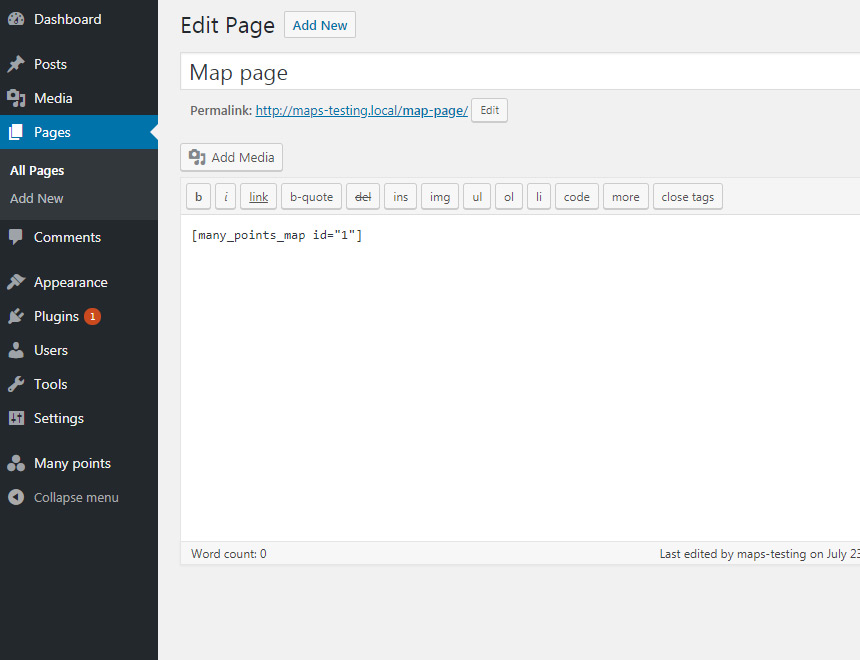 Dashboard
Posts
Media
Pages
All Pages
Add New
Comments
Appearance
Plugins 1
Users
Tools
Settings
Many points
Collapse menu
Edit Page Add New
Map page
Permalink: http://maps-testing.local/map-page/ Edit
Add Media
b i link b-quote del ins img ul ol li code more close tags
[many_points_map id="1"]
Word count: 0 Last edited by maps-testing on July 23